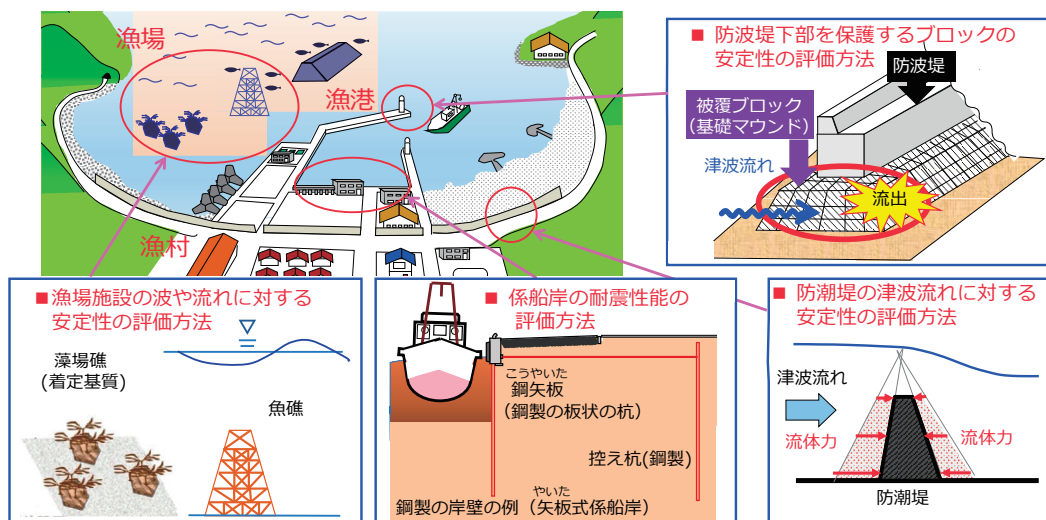 漁場
漁港
漁村
■ 防波堤下部を保護するブロックの
安定性の評価方法
防波堤
被覆ブロック
(基礎マウンド)
津波流れ
流出
■漁場施設の波や流れに対する
安定性の評価方法
藻場礁
(着定基質)
魚礁
■ 係船岸の耐震性能の
評価方法
こうやいた
鋼矢板
(鋼製の板状の杭)
控え杭(鋼製)
やいた
鋼製の岸壁の例(矢板式係船岸)
■ 防潮堤の津波流れに対する
安定性の評価方法
津波流れ
流体力
流体力
防潮堤